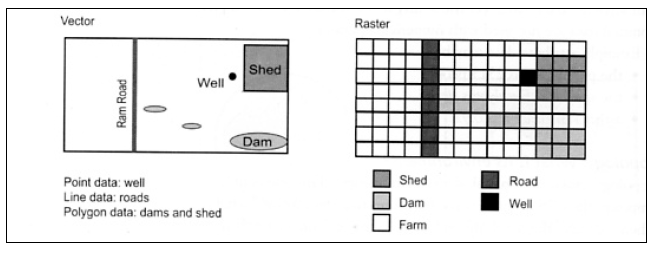 Vector
Ram Road
Well
Shed
Dam
Point data: well
Line data: roads
Polygon data: dams and shed
Raster
Shed
Road
Dam
Well
Farm